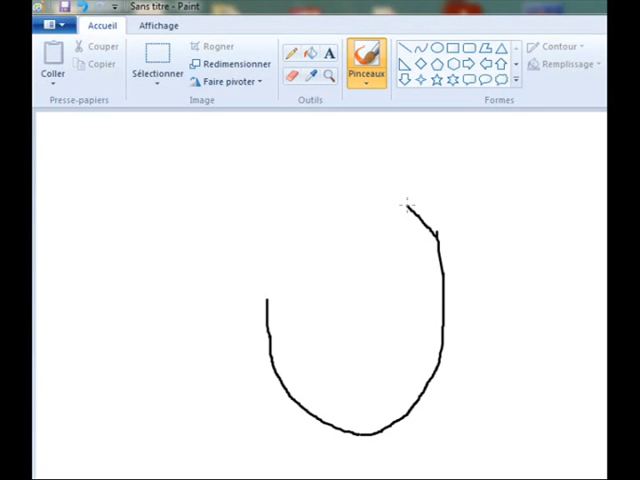 Sans titre - Paint
Accueil Affichage
Coller
Couper
Copier
Presse-papiers
Sélectionner
Rogner
Redimensionner
Faire pivoter
Image
A
Outils
Pinceaux
Formes
Contour
Remplissage